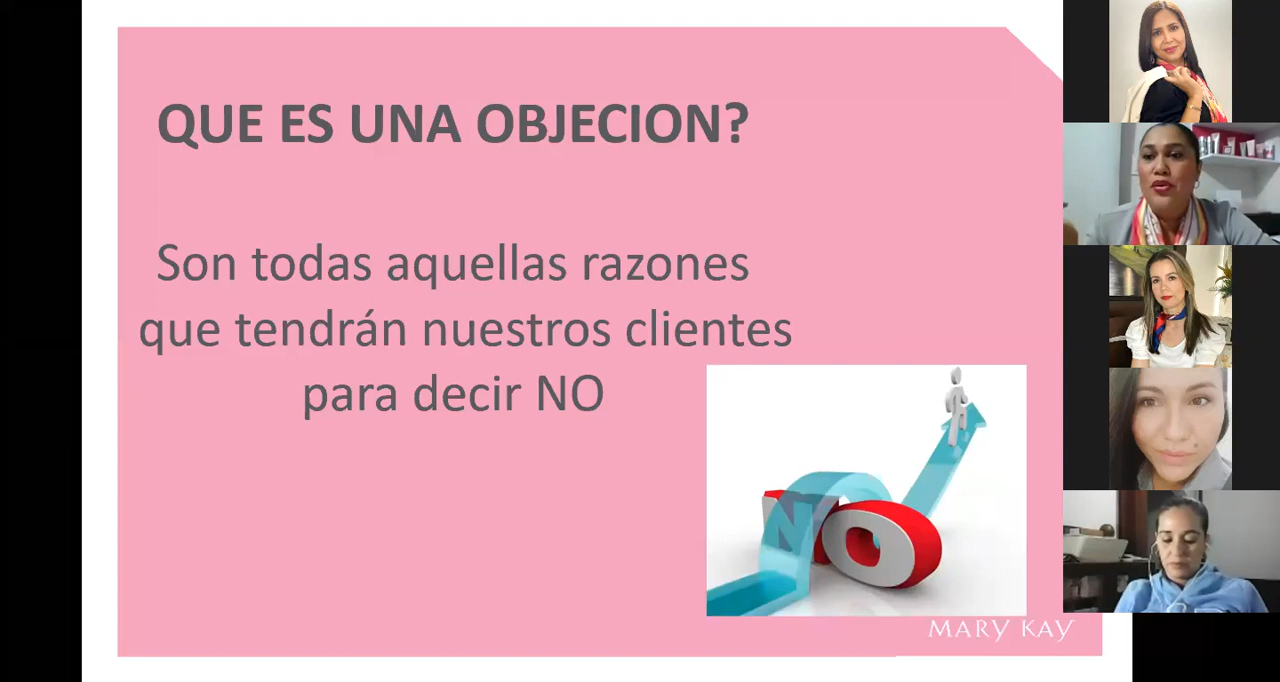 QUE ES UNA OBJECION?
Son todas aquellas razones
que tendrán nuestros clientes
para decir NO
NO
MARY KAY